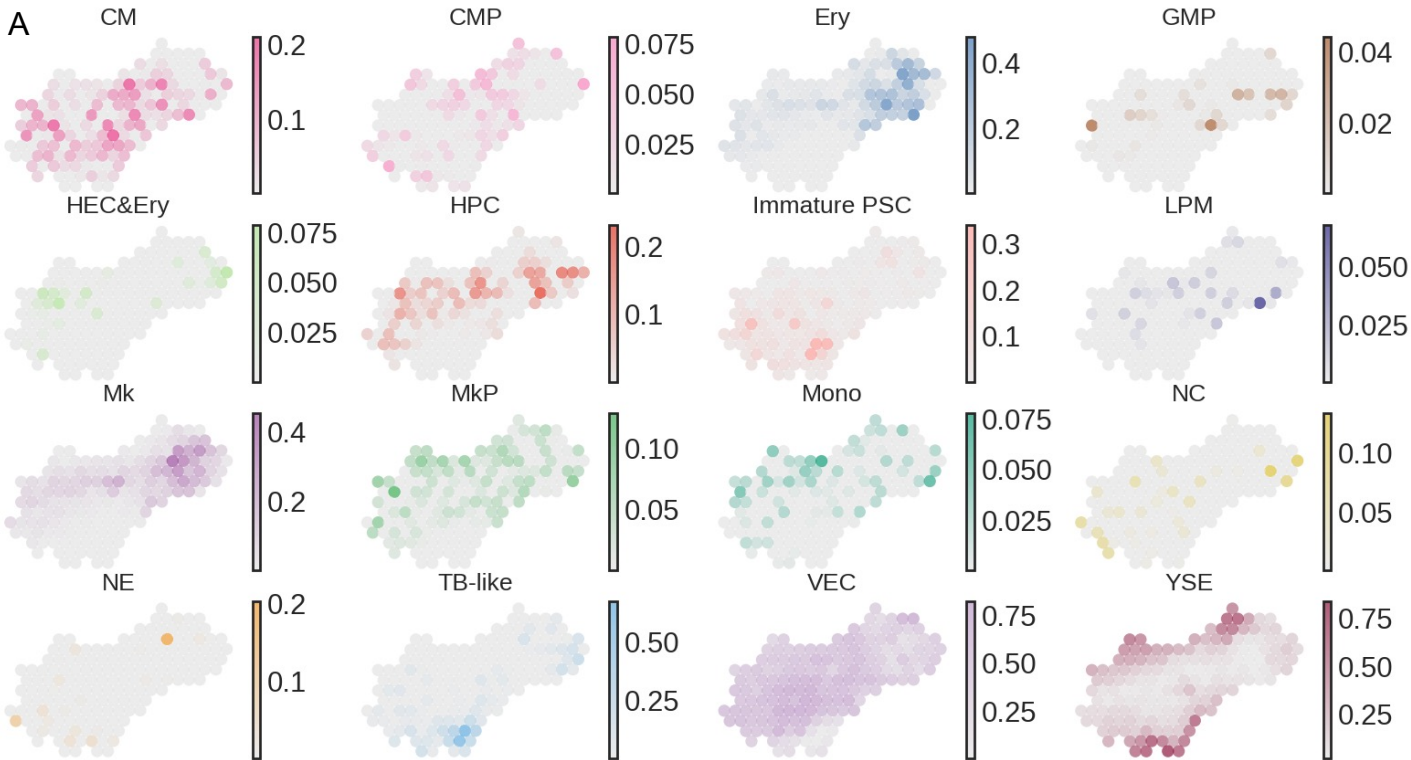 A
CM
0.2
0.1
CMP
0.075
0.050
0.025
Ery
0.4
0.2
GMP
0.04
0.02
HEC&Ery
0.075
0.050
0.025
HPC
0.2
0.1
Immature PSC
0.3
0.2
0.1
LPM
0.050
0.025
Mk
0.4
0.2
MkP
0.10
0.05
Mono
0.075
0.050
0.025
NC
0.10
0.05
NE
0.2
0.1
TB-like
0.50
0.25
VEC
0.75
0.50
0.25
YSE
0.75
0.50
0.25